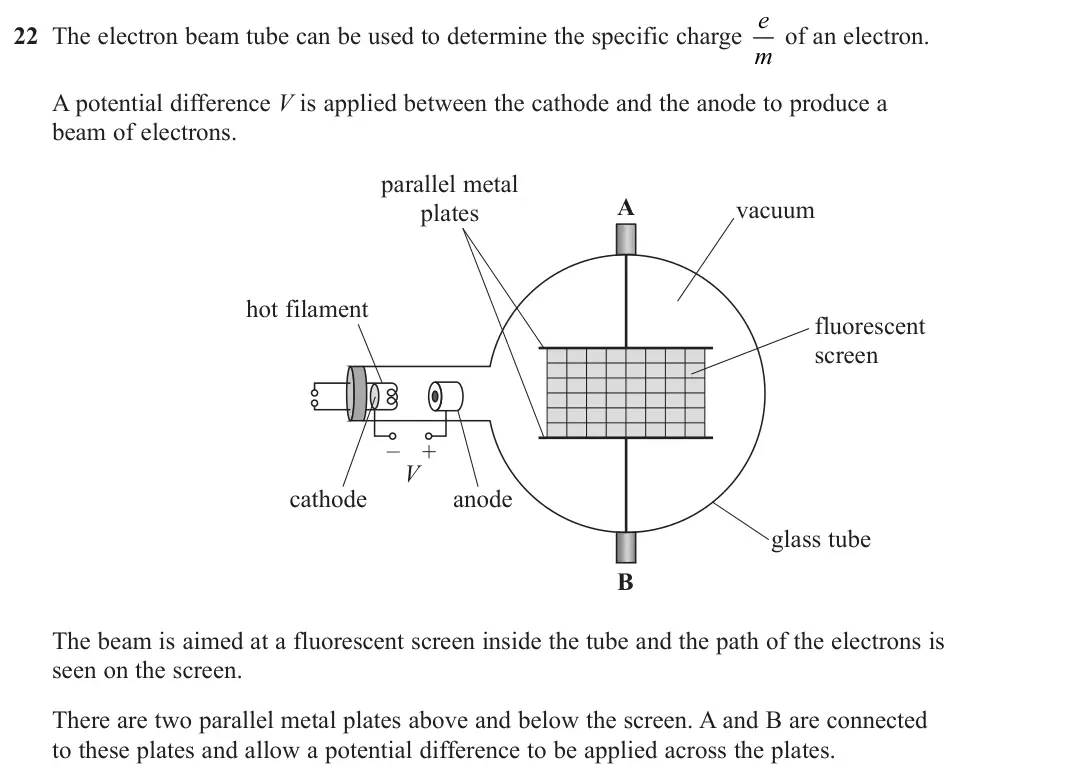 22 The electron beam tube can be used to determine the specific charge e/m of an electron.
A potential difference V is applied between the cathode and the anode to produce a
beam of electrons.
parallel metal
plates
A
vacuum
hot filament
fluorescent
screen
− +
V
cathode
anode
glass tube
B
The beam is aimed at a fluorescent screen inside the tube and the path of the electrons is
seen on the screen.
There are two parallel metal plates above and below the screen. A and B are connected
to these plates and allow a potential difference to be applied across the plates.